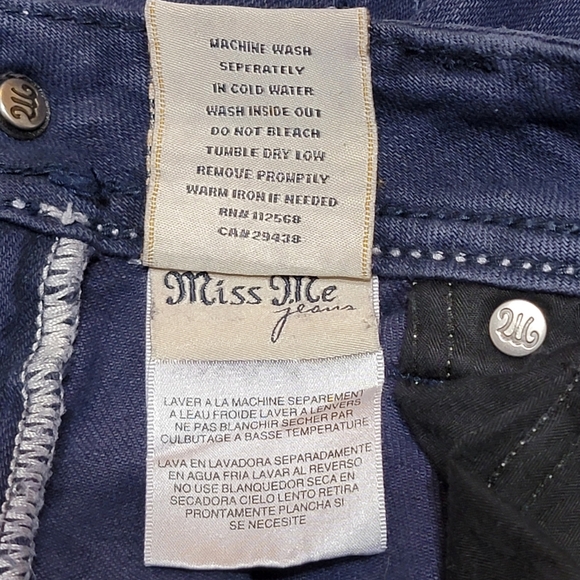 MACHINE WASH
SEPERATELY
IN COLD WATER
WASH INSIDE OUT
DO NOT BLEACH
TUMBLE DRY LOW
REMOVE PROMPTLY
WARM IRON IF NEEDED
RN# 112568
CA# 29438
Miss Me
jeans
LAVER A LA MACHINE SEPAREMENT
A LEAU FROIDE LAVER A LENVERS
NE PAS BLANCHIR SECHER PAR
CULBUTAGE A BASSE TEMPERATURE
LAVA EN LAVADORA SEPARADAMENTE
EN AGUA FRIA LAVAR AL REVERSO
NO USE BLANQUEDOR SECA EN
SECADORA CIELO LENTO RETIRA
PRONTAMENTE PLANCHA SI
SE NECESITE